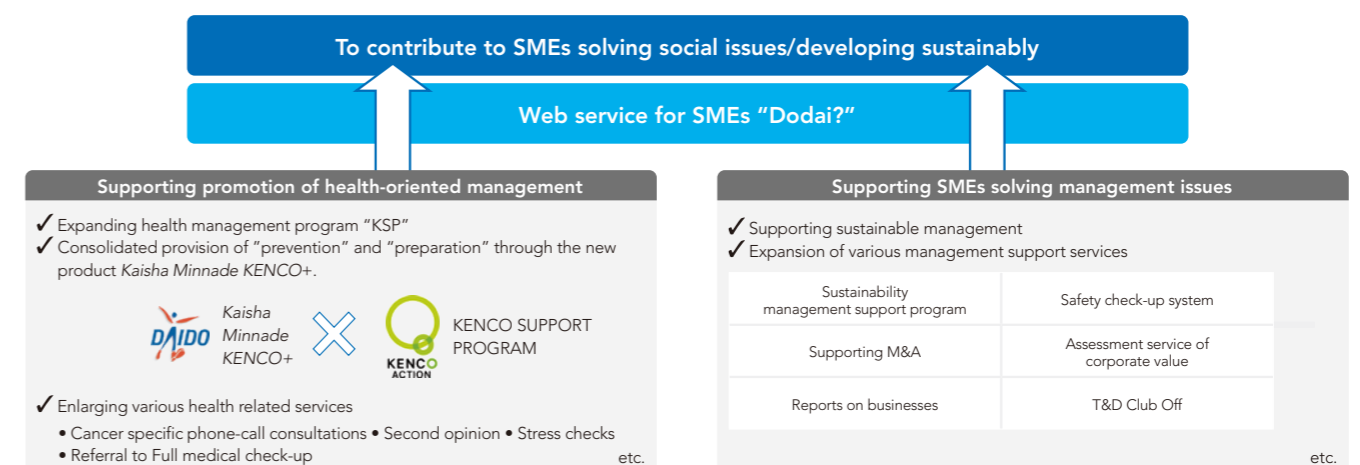 To contribute to SMEs solving social issues/developing sustainably
Web service for SMEs “Dodai?”
Supporting promotion of health-oriented management
✓ Expanding health management program “KSP”
✓ Consolidated provision of “prevention” and “preparation” through the new
product Kaisha Minnade KENCO+.
DAIDO
Kaisha
Minnade
KENCO+
KENCO
ACTION
KENCO SUPPORT
PROGRAM
✓ Enlarging various health related services
• Cancer specific phone-call consultations • Second opinion • Stress checks
• Referral to Full medical check-up
etc.
Supporting SMEs solving management issues
✓ Supporting sustainable management
✓ Expansion of various management support services
Sustainability
management support program
Safety check-up system
Supporting M&A
Assessment service of
corporate value
Reports on businesses
T&D Club Off
etc.